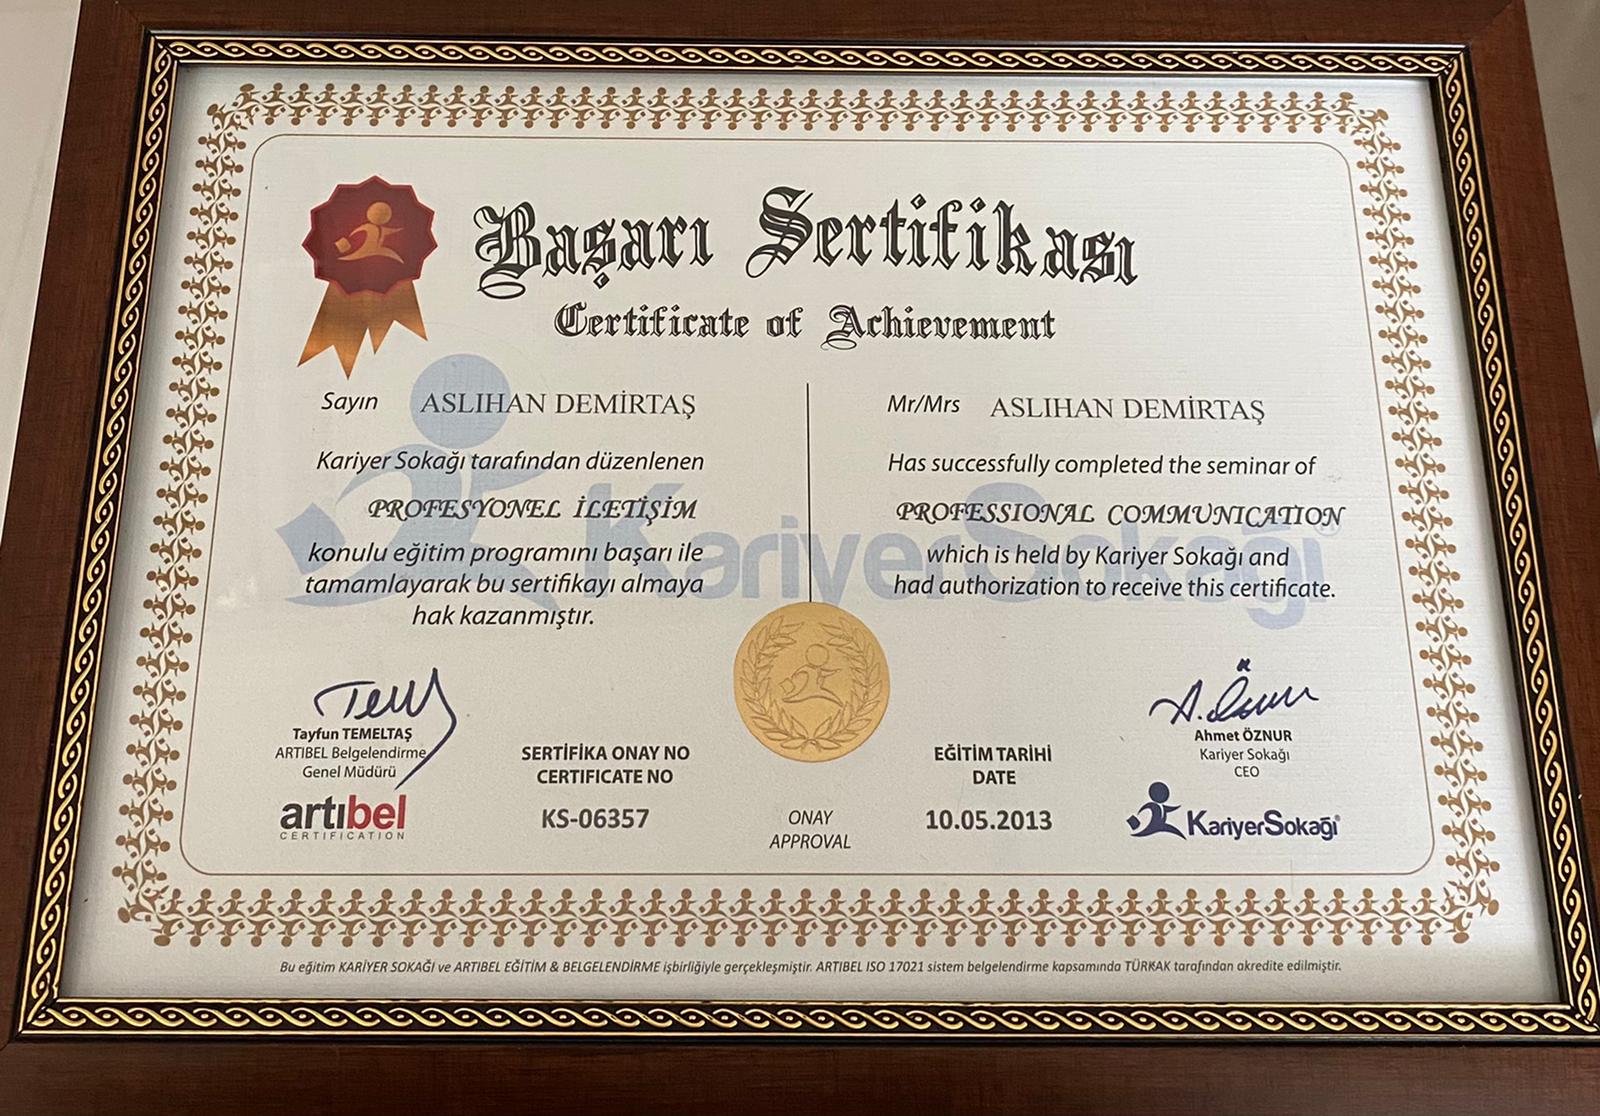 Başarı Sertifikası
Certificate of Achievement
Sayın ASLIHAN DEMİRTAŞ
Kariyer Sokağı tarafından düzenlenen
PROFESYONEL İLETİŞİM
konulu eğitim programını başarı ile
tamamlayarak bu sertifikayı almaya
hak kazanmıştır.
Mr/Mrs ASLIHAN DEMİRTAŞ
Has successfully completed the seminar of
PROFESSIONAL COMMUNICATION
which is held by Kariyer Sokağı and
had authorization to receive this certificate.
KariyerSokağı
Tayfun TEMELTAŞ
ARTIBEL Belgelendirme
Genel Müdürü
artıbel
CERTIFICATION
SERTİFİKA ONAY NO
CERTIFICATE NO
KS-06357
ONAY
APPROVAL
EĞİTİM TARİHİ
DATE
10.05.2013
A. Öznur
Ahmet ÖZNUR
Kariyer Sokağı
CEO
KariyerSokağı
Bu eğitim KARİYER SOKAĞI ve ARTIBEL EĞİTİM & BELGELENDİRME işbirliğiyle gerçekleşmiştir. ARTIBEL ISO 17021 sistem belgelendirme kapsamında TÜRKAK tarafından akredite edilmiştir.